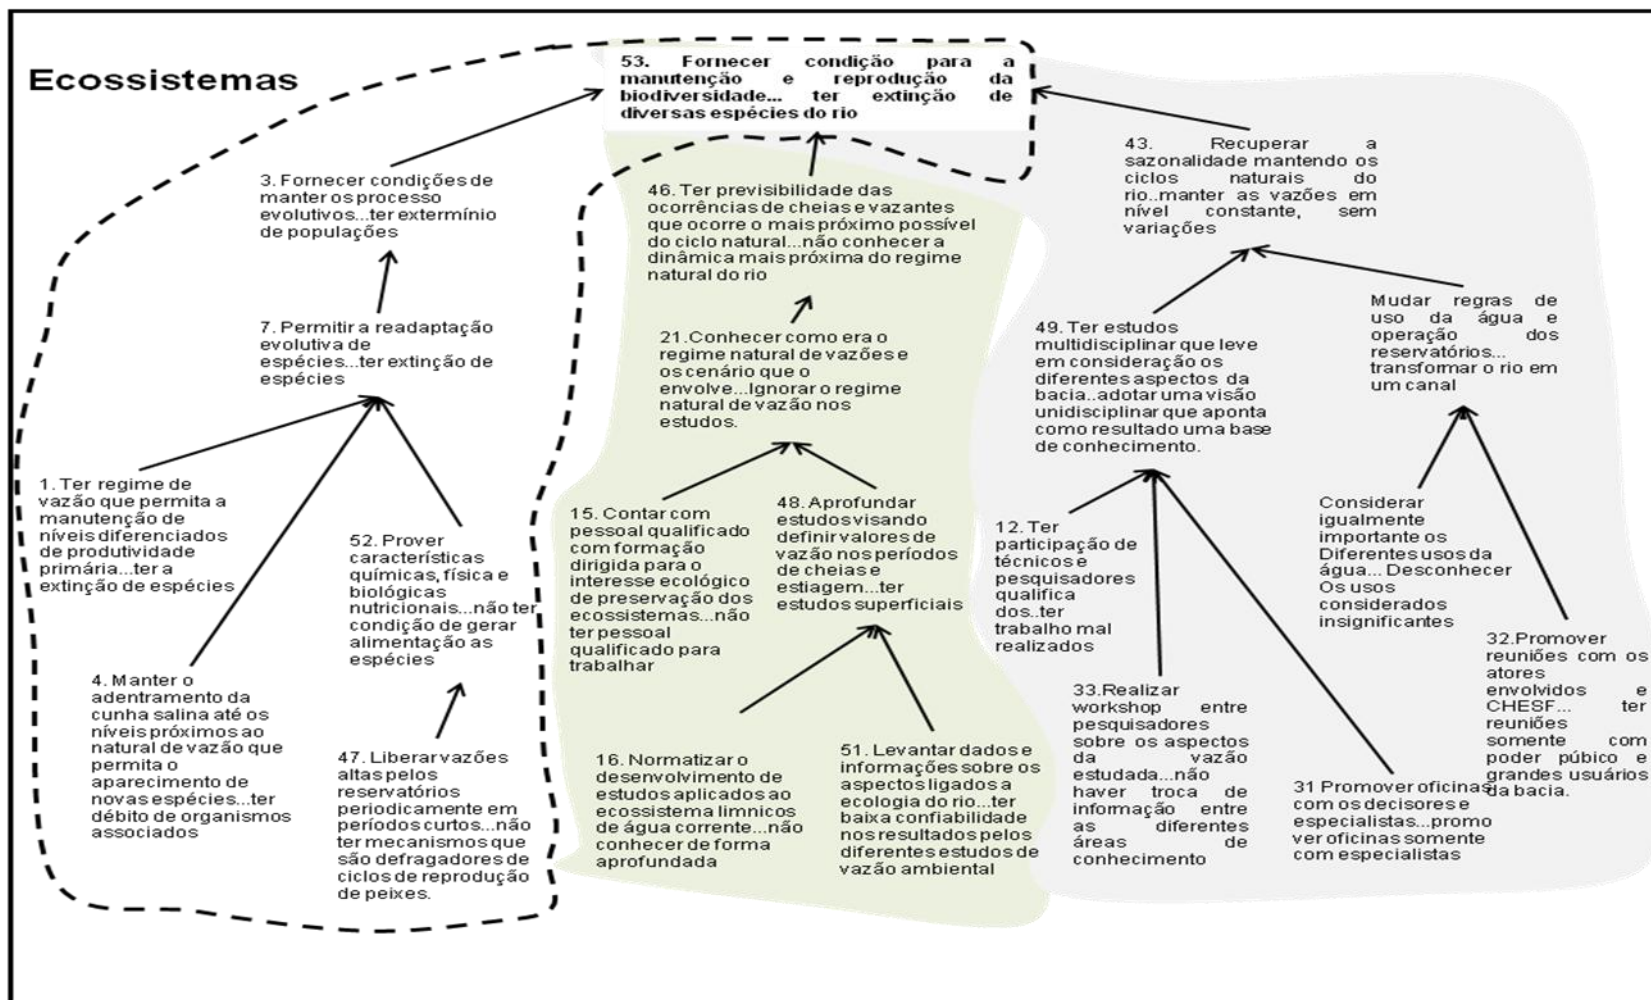 Ecossistemas
53. Fornecer condição para a
manutenção e reprodução da
biodiversidade... ter extinção de
diversas espécies do rio
3. Fornecer condições de
manter os processo
evolutivos...ter extermínio
de populações
46. Ter previsibilidade das
ocorrências de cheias e vazantes
que ocorre o mais próximo possível
do ciclo natural...não conhecer a
dinâmica mais próxima do regime
natural do rio
43. Recuperar a
sazonalidade mantendo os
ciclos naturais do
rio..manter as vazões em
nível constante, sem
variações
7. Permitir a readaptação
evolutiva de
espécies...ter extinção de
espécies
21.Conhecer como era o
regime natural de vazões e
os cenário que o
envolve...Ignorar o regime
natural de vazão nos
estudos.
49. Ter estudos
multidisciplinar que leve
em consideração os
diferentes aspectos da
bacia..adotar uma visão
unidisciplinar que aponta
como resultado uma base
de conhecimento.
Mudar regras de
uso da água e
operação dos
reservatórios...
transformar o rio em
um canal
1. Ter regime de
vazão que permita a
manutenção de
níveis diferenciados
de produtividade
primária...ter a
extinção de espécies
52. Prover
características
químicas, física e
biológicas
nutricionais...não ter
condição de gerar
alimentação as
espécies
15. Contar com
pessoal qualificado
com formação
dirigida para o
interesse ecológico
de preservação dos
ecossistemas...não
ter pessoal
qualificado para
trabalhar
48. Aprofundar
estudos visando
definir valores de
vazão nos períodos
de cheias e
estiagem...ter
estudos superficiais
12. Ter
participação de
técnicos e
pesquisadores
qualifica
dos..ter
trabalho mal
realizados
Considerar
igualmente
importante os
Diferentes usos da
água... Desconhecer
Os usos
considerados
insignificantes
4. Manter o
adentramento da
cunha salina até os
níveis próximos ao
natural de vazão que
permita o
aparecimento de
novas espécies...ter
débito de organismos
associados
47. Liberar vazões
altas pelos
reservatórios
periodicamente em
períodos curtos...não
ter mecanismos que
são defragadores de
ciclos de reprodução
de peixes.
16. Normatizar o
desenvolvimento de
estudos aplicados ao
ecossistema limnicos
de água corrente...não
conhecer de forma
aprofundada
51. Levantar dados e
informações sobre os
aspectos ligados a
ecologia do rio...ter
baixa confiabilidade
nos resultados pelos
diferentes estudos de
vazão ambiental
33.Realizar
workshop entre
pesquisadores
sobre os aspectos
da vazão
estudada...não
haver troca de
informação entre
as diferentes
áreas de
conhecimento
31 Promover oficinas
com os decisores e
especialistas...promo
ver oficinas somente
com especialistas
32.Promover
reuniões com os
atores
envolvidos e
CHESF... ter
reuniões
somente com
poder púbico e
grandes usuários
da bacia.